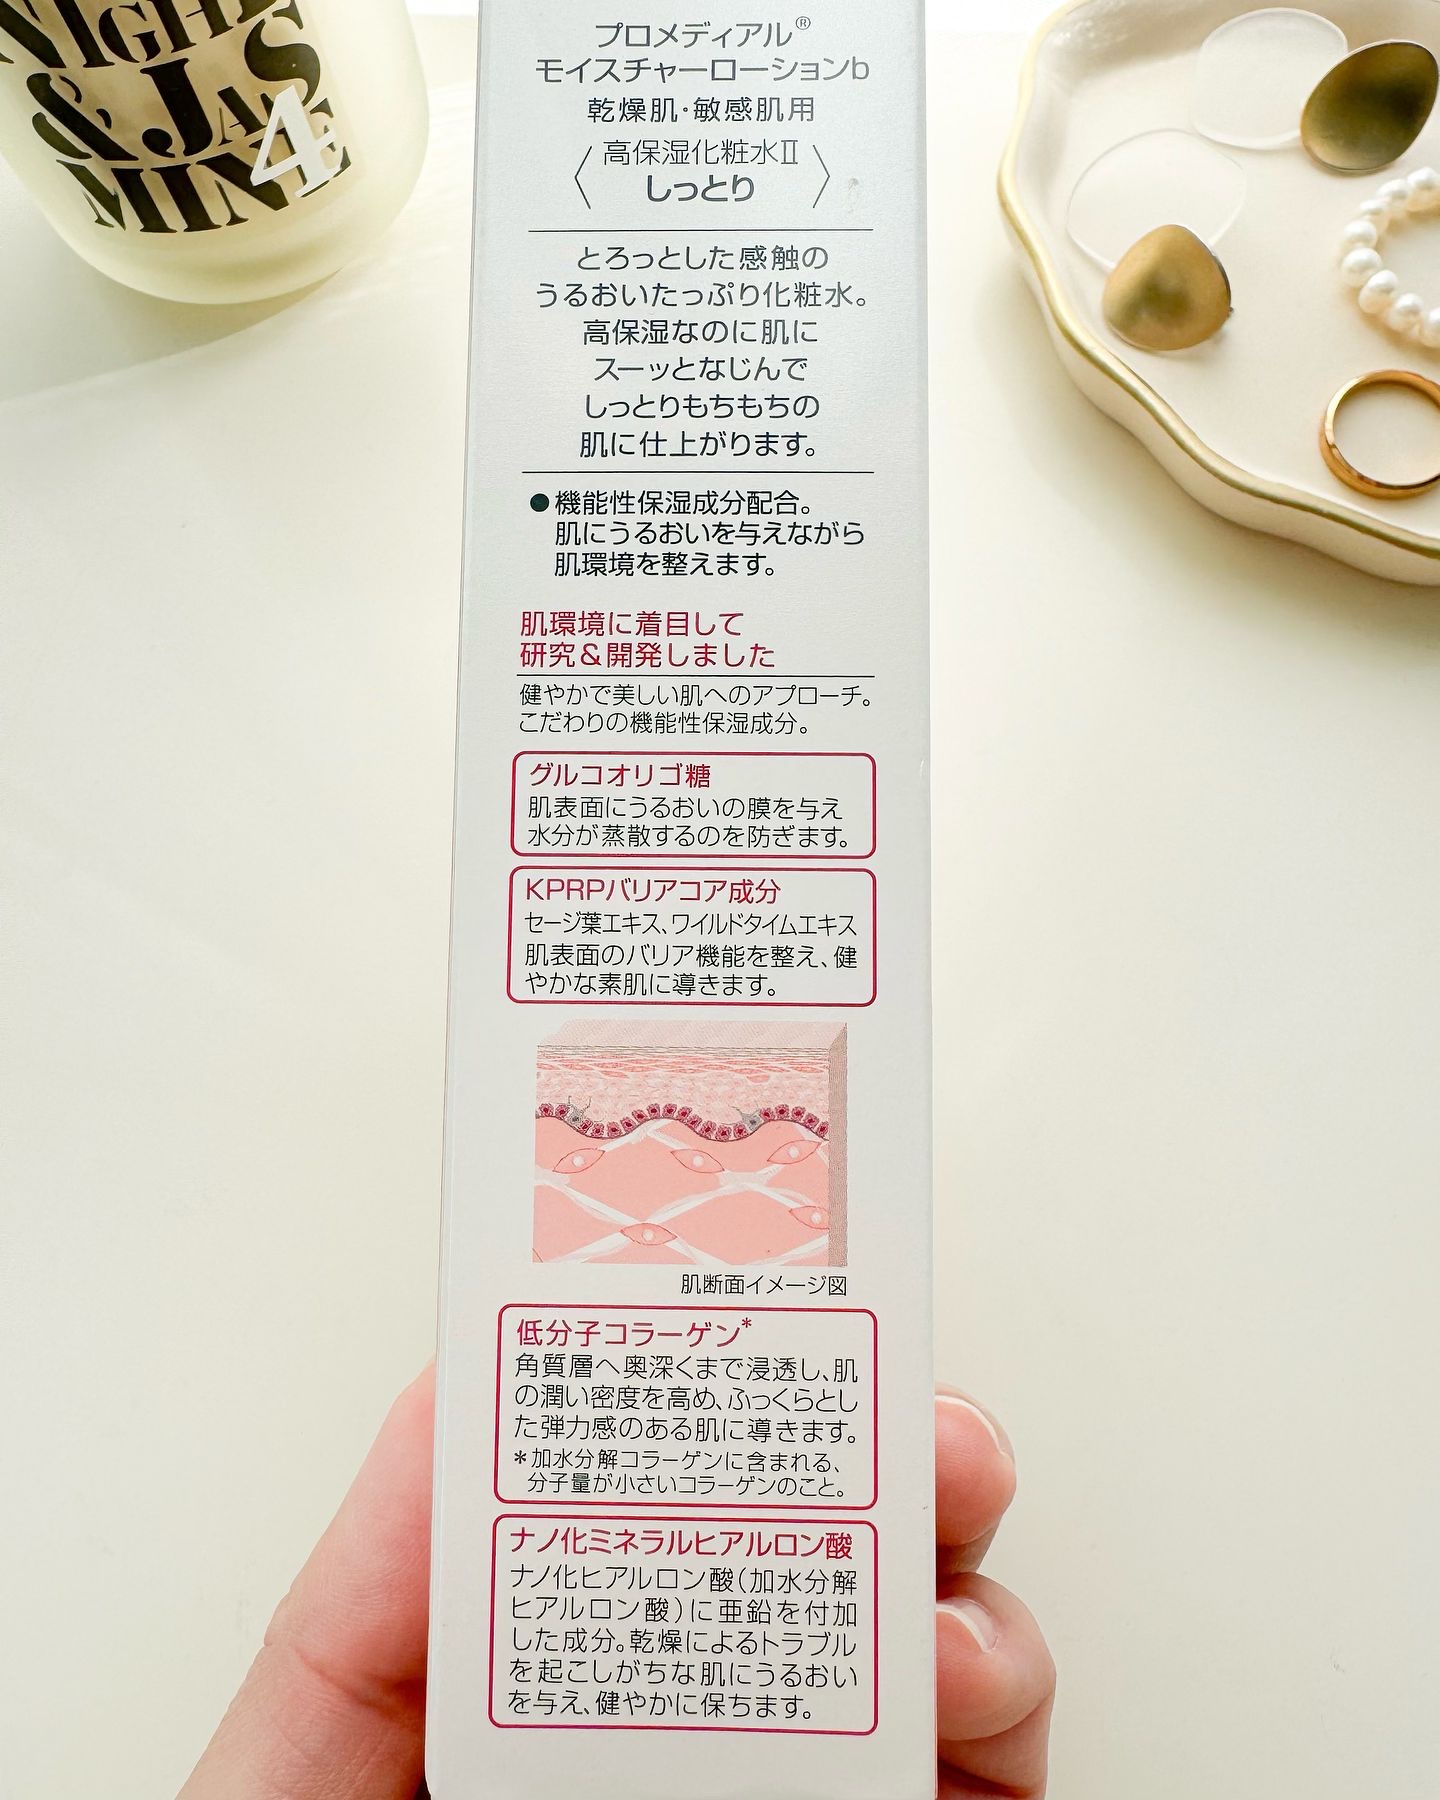 NIGHT
& JAS
MINE
4
プロメディアル®
モイスチャーローションb
乾燥肌・敏感肌用
〈高保湿化粧水Ⅱ
しっとり〉
とろっとした感触の
うるおいたっぷり化粧水。
高保湿なのに肌に
スーッとなじんで
しっとりもちもちの
肌に仕上がります。
●機能性保湿成分配合。
肌にうるおいを与えながら
肌環境を整えます。
肌環境に着目して
研究＆開発しました
健やかで美しい肌へのアプローチ。
こだわりの機能性保湿成分。
グルコオリゴ糖
肌表面にうるおいの膜を与え
水分が蒸散するのを防ぎます。
KPRPバリアコア成分
セージ葉エキス、ワイルドタイムエキス
肌表面のバリア機能を整え、健
やかな素肌に導きます。
肌断面イメージ図
低分子コラーゲン*
角質層へ奥深くまで浸透し、肌
の潤い密度を高め、ふっくらとし
た弾力感のある肌に導きます。
*加水分解コラーゲンに含まれる、
分子量が小さいコラーゲンのこと。
ナノ化ミネラルヒアルロン酸
ナノ化ヒアルロン酸（加水分解
ヒアルロン酸）に亜鉛を付加
した成分。乾燥によるトラブル
を起こしがちな肌にうるおい
を与え、健やかに保ちます。